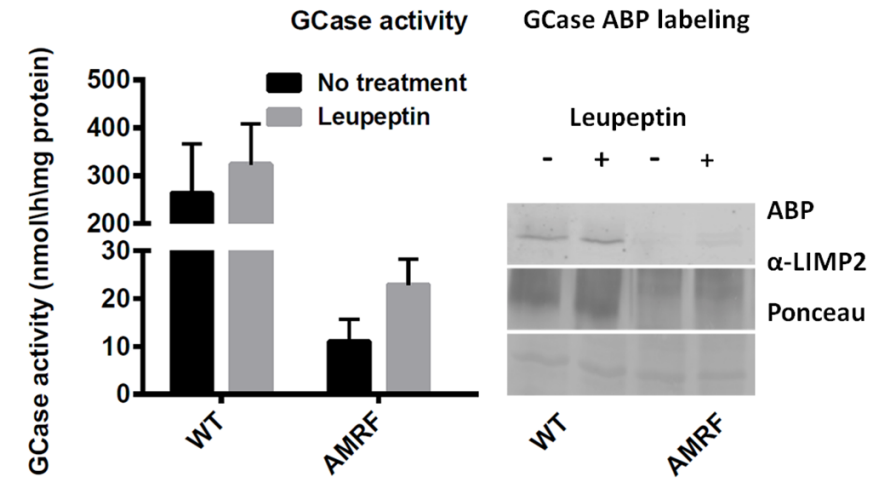 GCase activity
GCase activity (nmol\h\mg protein)
500
400
300
200
30
20
10
0
No treatment
Leupeptin
WT
AMRF
GCase ABP labeling
Leupeptin
- + - +
ABP
α-LIMP2
Ponceau
WT
AMRF